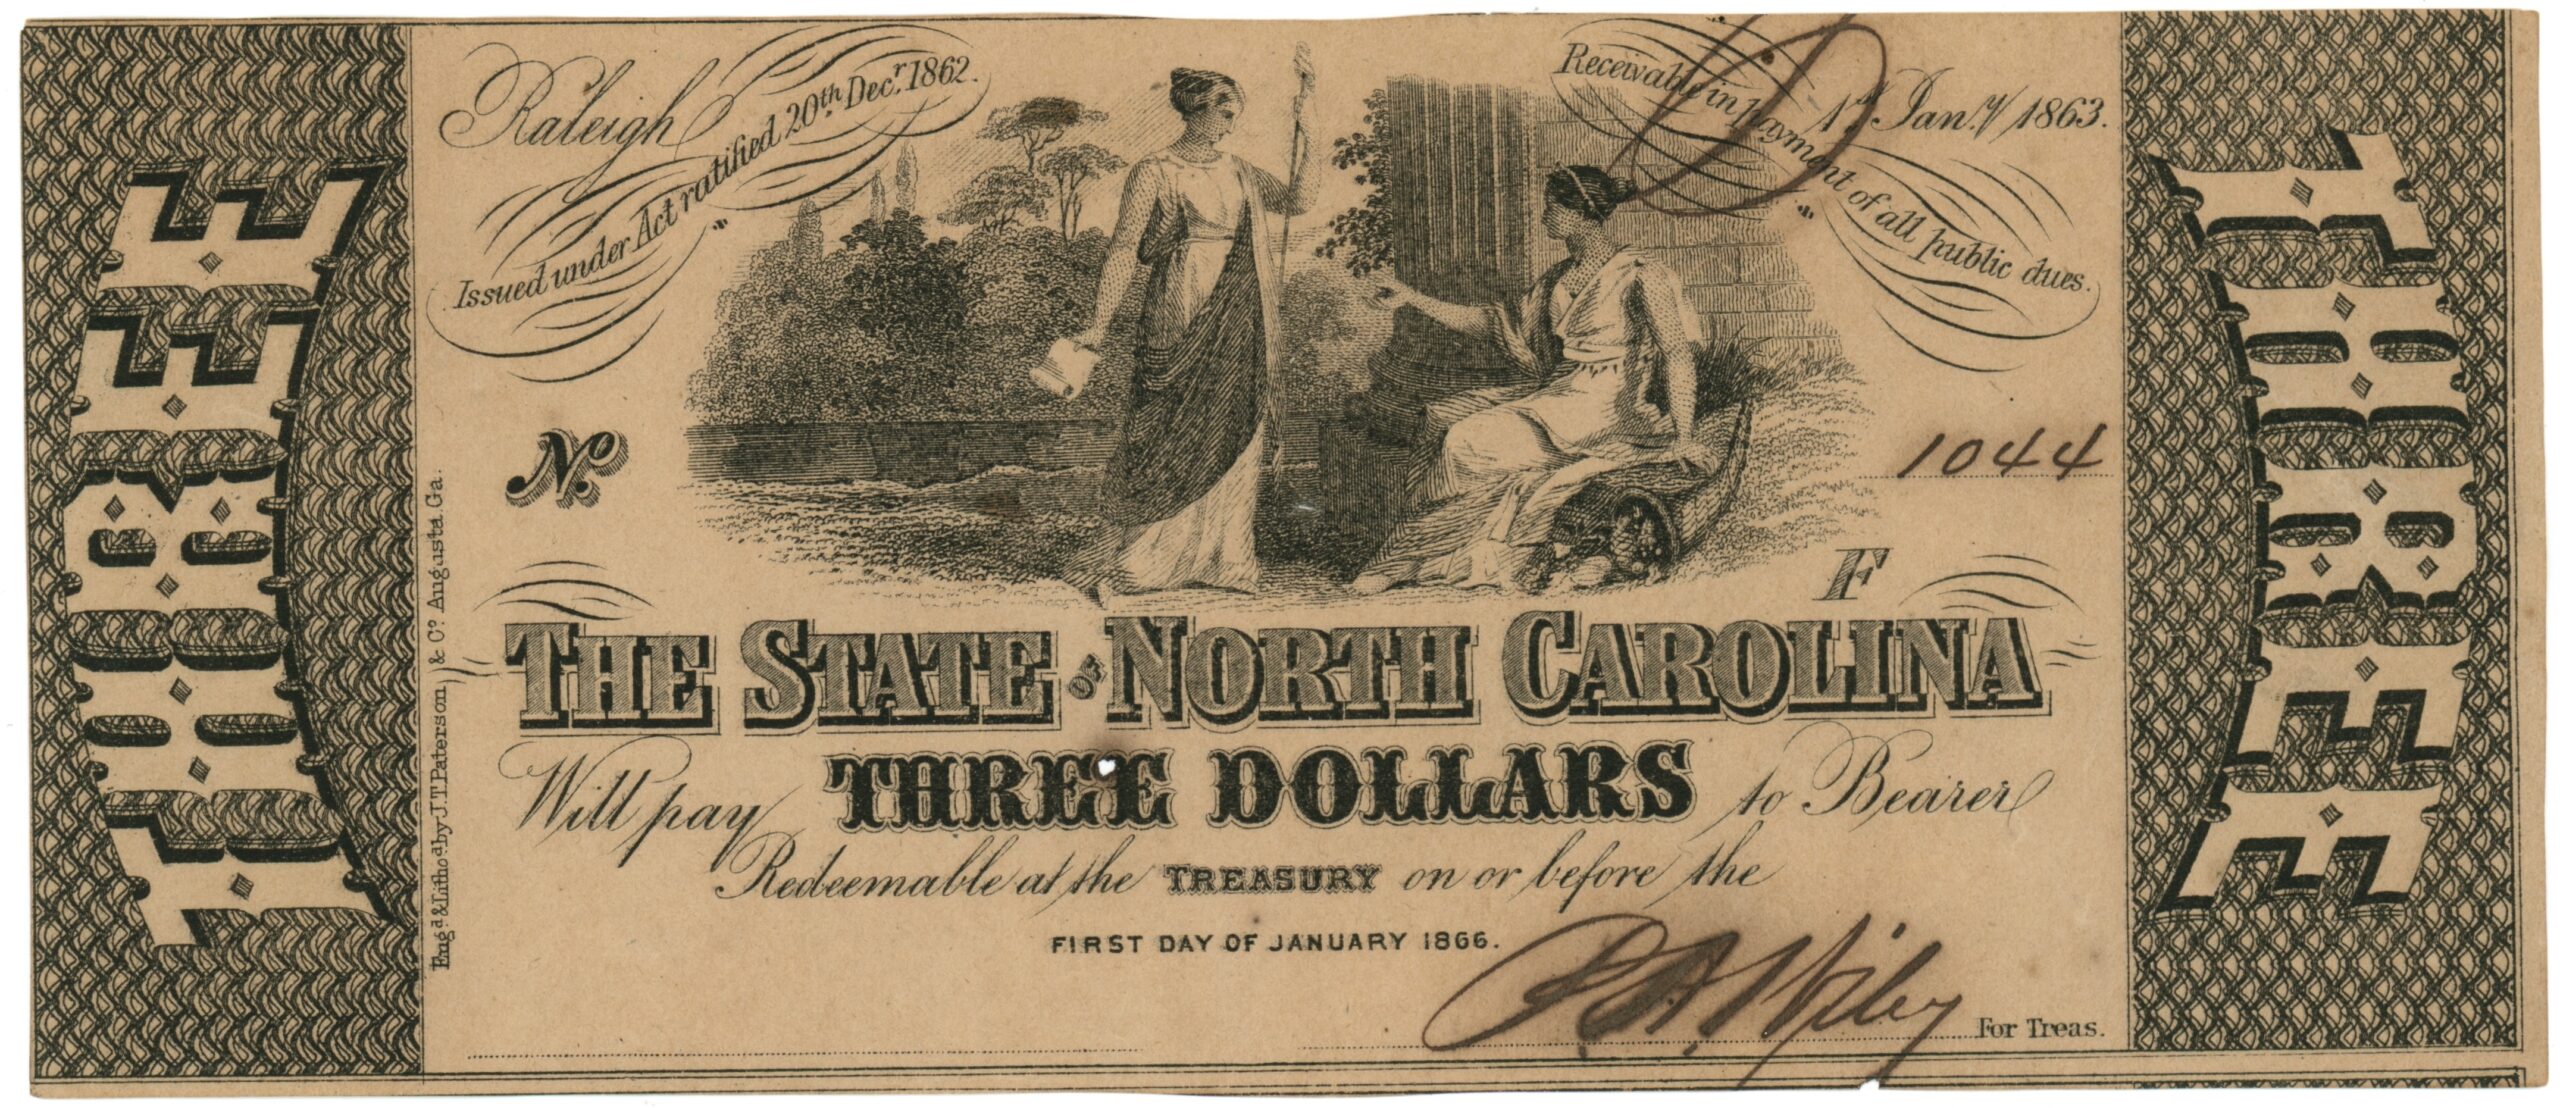 Raleigh
Issued under Act ratified 20th Decr. 1862.
Receivable in payment of all public dues.
1st Jany. 1863.
No.
1044
F
THE STATE OF NORTH CAROLINA
Will pay THREE DOLLARS to Bearer
Redeemable at the TREASURY on or before the
FIRST DAY OF JANUARY 1866.
For Treas.
Engd. & Lithod. by J.T. Paterson & Co. Augusta. Ga.
THREE
THREE